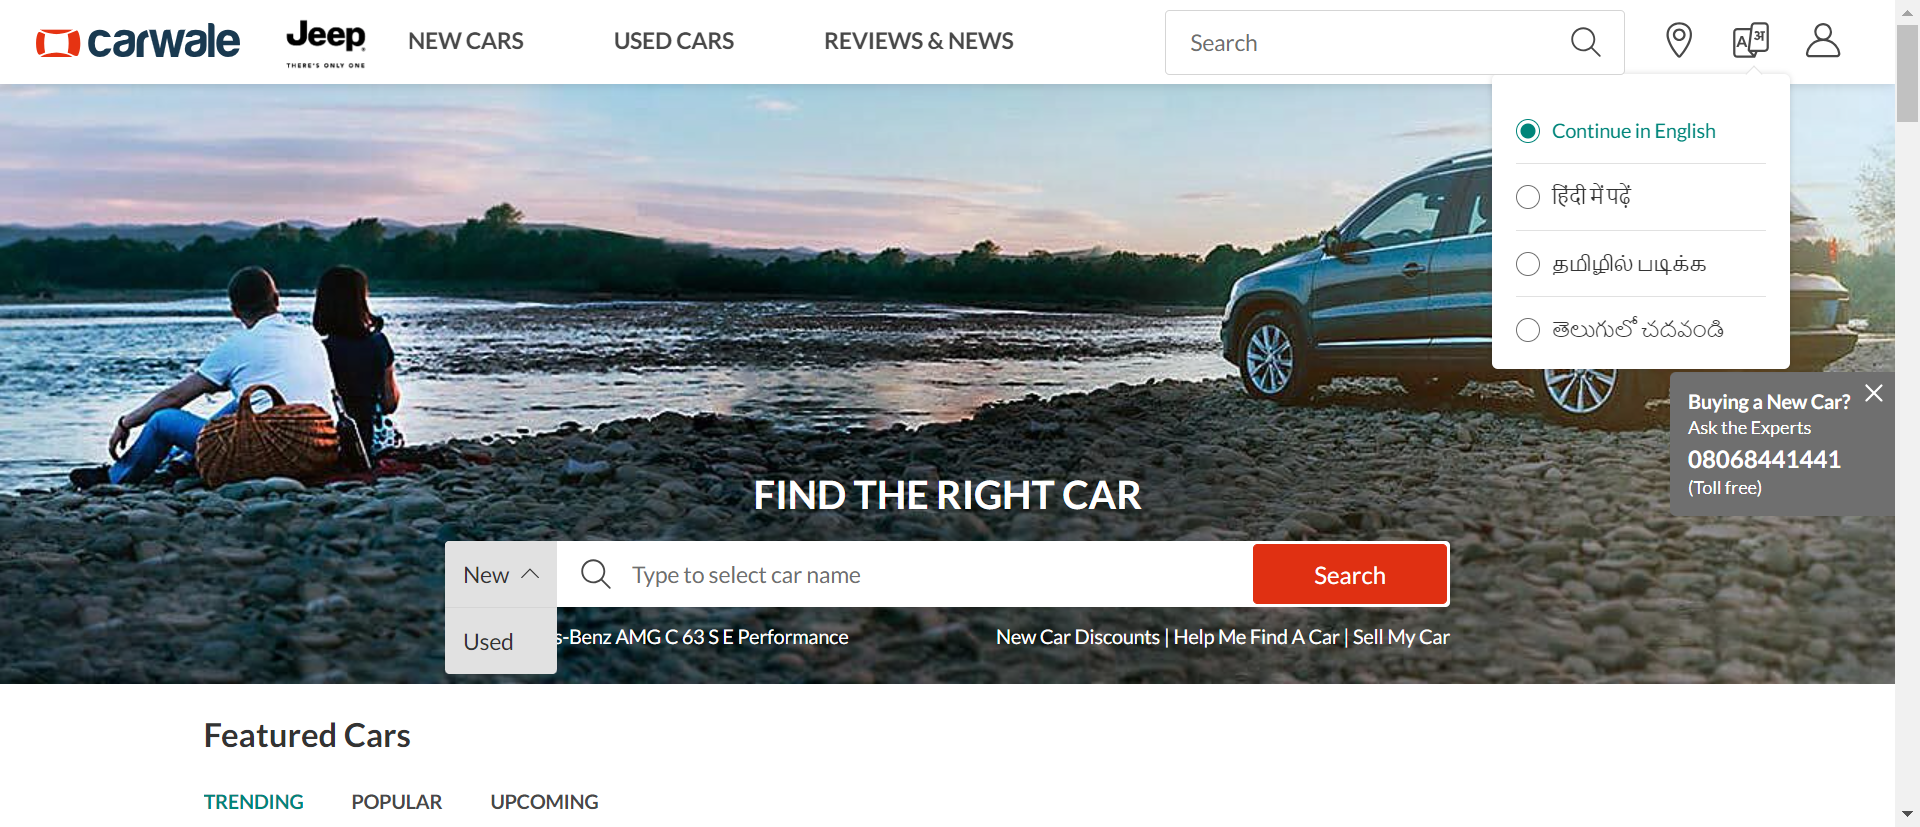 carwale
Jeep
THERE'S ONLY ONE
NEW CARS
USED CARS
REVIEWS & NEWS
Search
A अ
Continue in English
हिंदी में पढ़ें
தமிழில் படிக்க
తెలుగులో చదవండి
Buying a New Car?
Ask the Experts
08068441441
(Toll free)
FIND THE RIGHT CAR
New
Type to select car name
Search
Used
s-Benz AMG C 63 S E Performance
New Car Discounts | Help Me Find A Car | Sell My Car
Featured Cars
TRENDING
POPULAR
UPCOMING